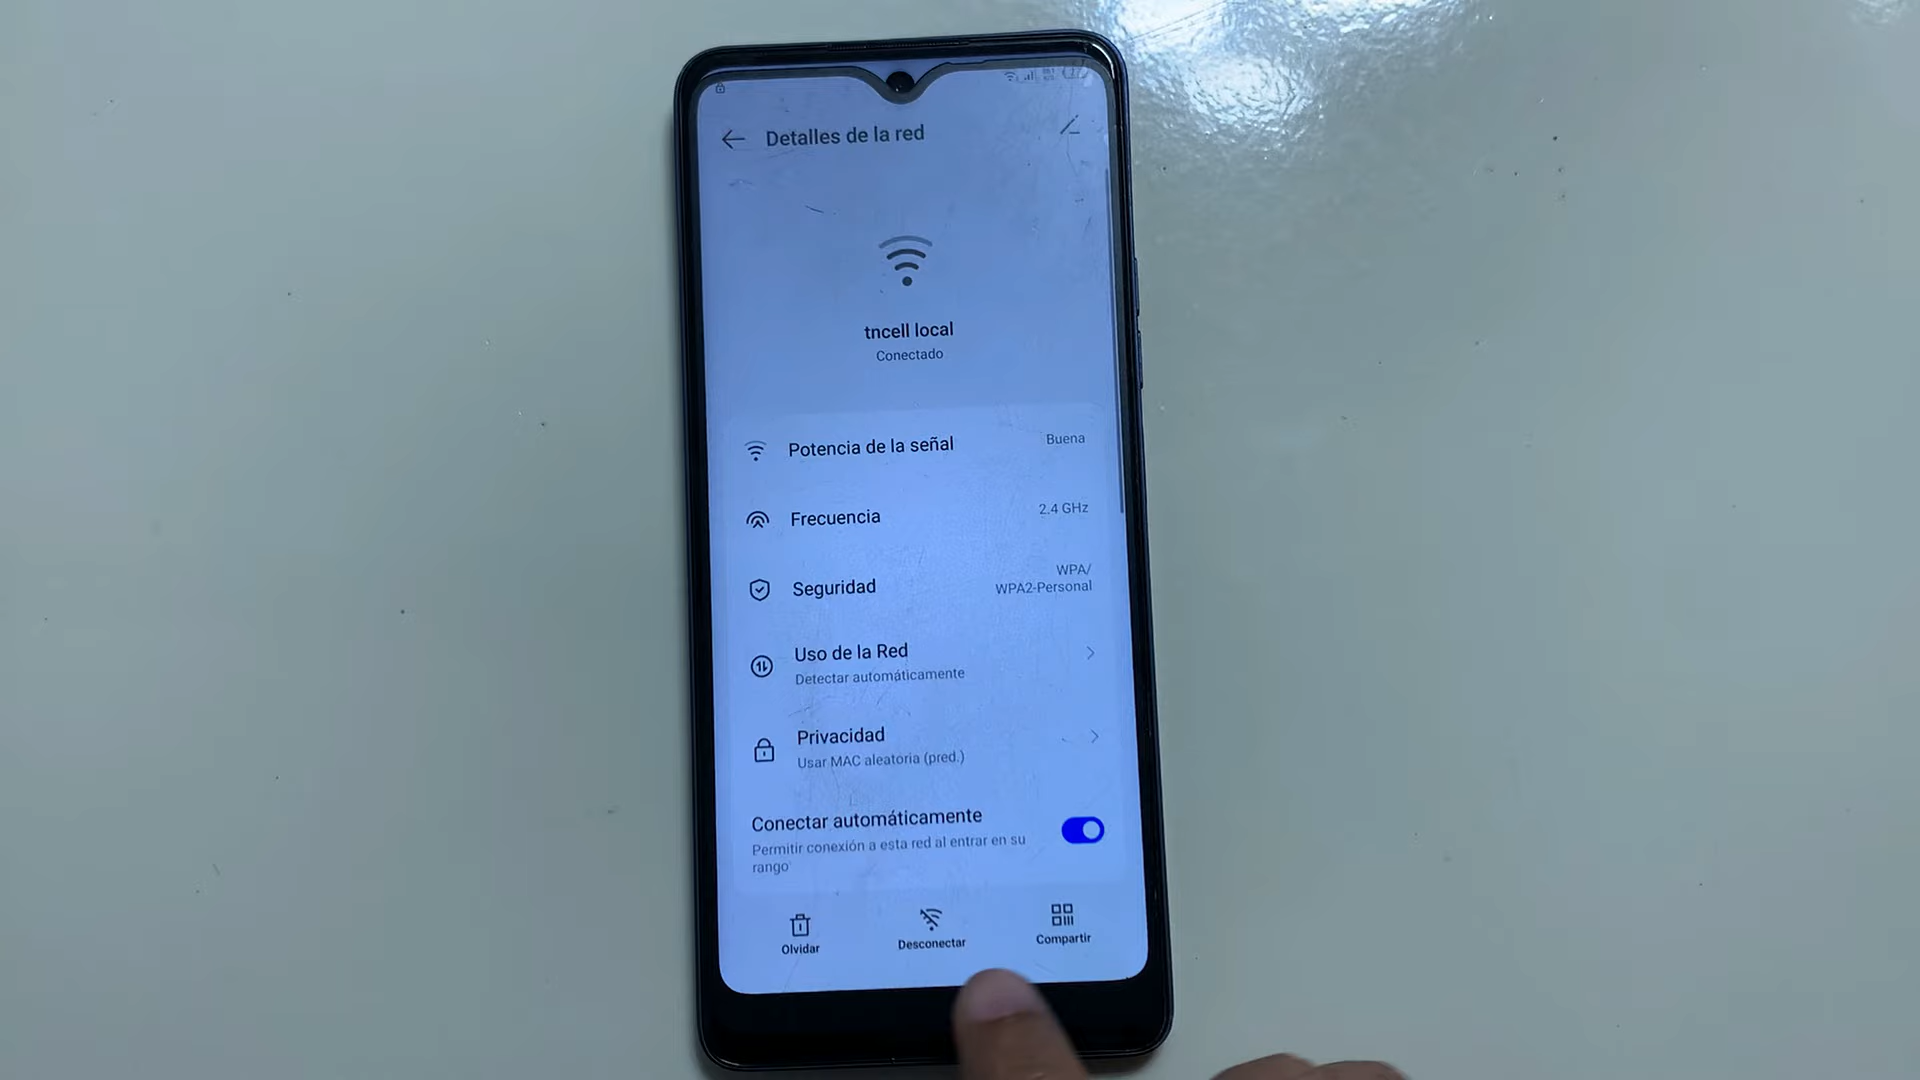 Detalles de la red
tncell local
Conectado
Potencia de la señal
Buena
Frecuencia
2.4 GHz
Seguridad
WPA/
WPA2-Personal
Uso de la Red
Detectar automáticamente
Privacidad
Usar MAC aleatoria (pred.)
Conectar automáticamente
Permitir conexión a esta red al entrar en su
rango
Olvidar
Desconectar
Compartir